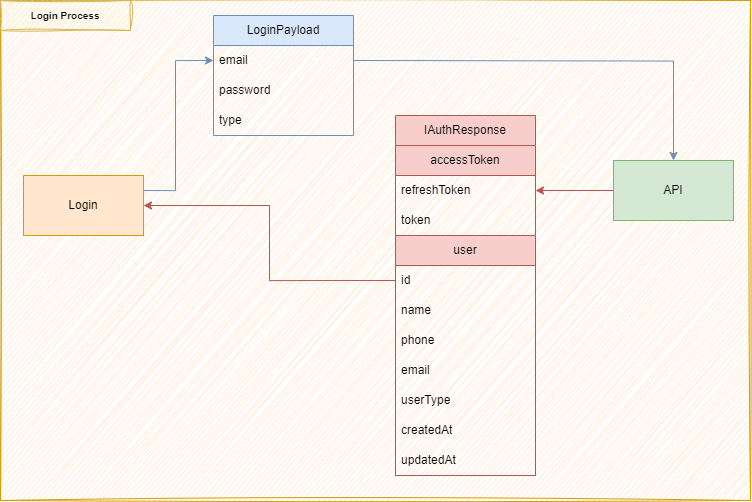 Login Process
LoginPayload
email
password
type
Login
IAuthResponse
accessToken
refreshToken
token
user
id
name
phone
email
userType
createdAt
updatedAt
API